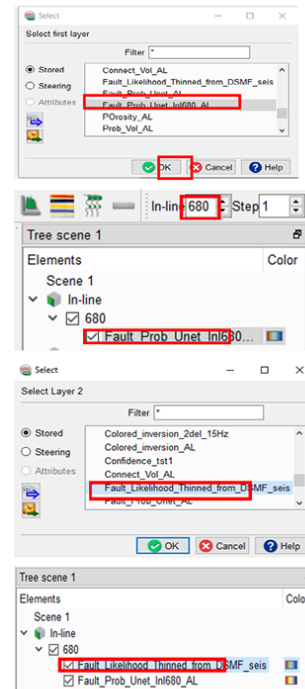 Select
Select first layer
Filter *
Stored
Connect_Vol_AL
Fault_Likelihood_Thinned_from_DSMF_seis
Steering
Fault_Prob_Unet_AL
Attributes
Fault_Prob_Unet_Inl680_AL
POrosity_AL
Prob_Vol_AL
OK Cancel Help
In-line 680 Step 1
Tree scene 1
Elements Color
Scene 1
In-line
680
Fault_Prob_Unet_Inl680...
Select
Select Layer 2
Filter *
Stored
Colored_inversion_2del_15Hz
Colored_inversion_AL
Steering
Confidence_tst1
Connect_Vol_AL
Attributes
Fault_Likelihood_Thinned_from_DSMF_seis
Fault_Prob_Unet_AL
OK Cancel Help
Tree scene 1
Elements Colo
Scene 1
In-line
680
Fault_Likelihood_Thinned_from_DSMF_seis
Fault_Prob_Unet_Inl680_AL